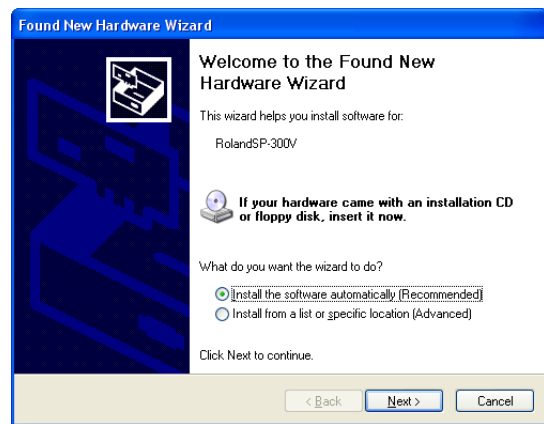 Found New Hardware Wizard
Welcome to the Found New
Hardware Wizard
This wizard helps you install software for:
RolandSP-300V
If your hardware came with an installation CD
or floppy disk, insert it now.
What do you want the wizard to do?
Install the software automatically (Recommended)
Install from a list or specific location (Advanced)
Click Next to continue.
< Back Next > Cancel